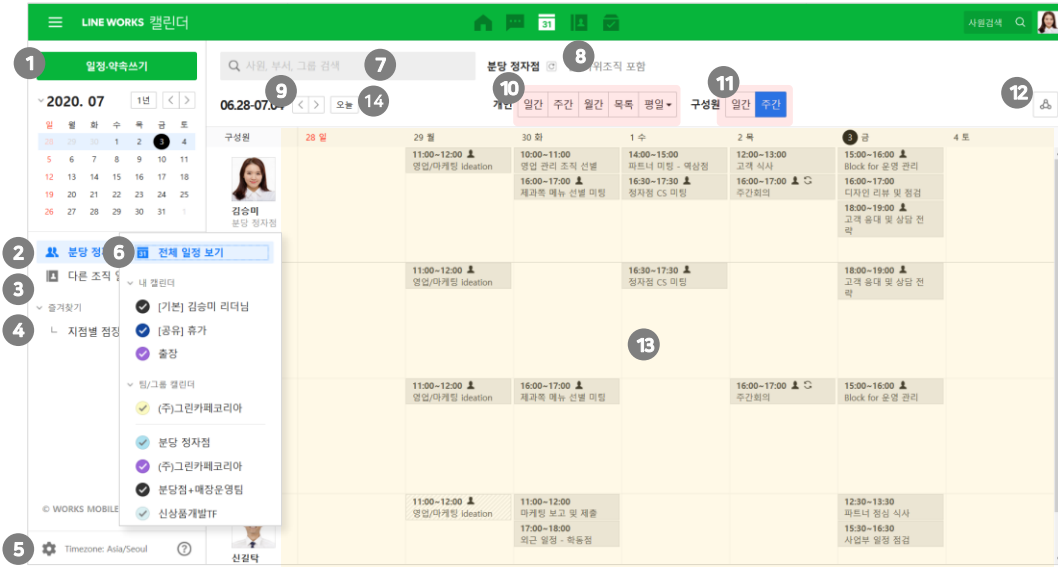 LINE WORKS 캘린더
31
사원검색
1
일정·약속쓰기
사원, 부서, 그룹 검색
7
분당 정자점
8
위조직 포함
2020. 07
1년
일 월 화 수 목 금 토
28 29 30 1 2 3 4
5 6 7 8 9 10 11
12 13 14 15 16 17 18
19 20 21 22 23 24 25
26 27 28 29 30 31 1
9
06.28-07.04
오늘
14
10
개인
일간 주간 월간 목록 평일
11
구성원
일간 주간
12
구성원
28 일
29 월
30 화
1 수
2 목
3 금
4 토
김승미
분당 정자점
11:00~12:00
영업/마케팅 ideation
10:00~11:00
영업 관리 조직 선별
16:00~17:00
제과쪽 메뉴 선별 미팅
14:00~15:00
파트너 미팅 - 역삼점
16:30~17:30
정자점 CS 미팅
12:00~13:00
고객 식사
16:00~17:00
주간회의
15:00~16:00
Block for 운영 관리
16:00~17:00
디자인 리뷰 및 점검
18:00~19:00
고객 응대 및 상담 전
략
2
분당 정
3
다른 조직
즐겨찾기
4
지점별 점장
6
31
전체 일정 보기
내 캘린더
[기본] 김승미 리더님
[공유] 휴가
출장
팀/그룹 캘린더
(주)그린카페코리아
분당 정자점
(주)그린카페코리아
분당점+매장운영팀
신상품개발TF
11:00~12:00
영업/마케팅 ideation
16:30~17:30
정자점 CS 미팅
18:00~19:00
고객 응대 및 상담 전
략
13
11:00~12:00
영업/마케팅 ideation
16:00~17:00
제과쪽 메뉴 선별 미팅
16:00~17:00
주간회의
15:00~16:00
Block for 운영 관리
11:00~12:00
영업/마케팅 ideation
11:00~12:00
마케팅 보고 및 제출
17:00~18:00
외근 일정 - 학동점
12:30~13:30
파트너 점심 식사
15:30~16:30
사업부 일정 점검
신길탁
© WORKS MOBILE
5
Timezone: Asia/Seoul
?